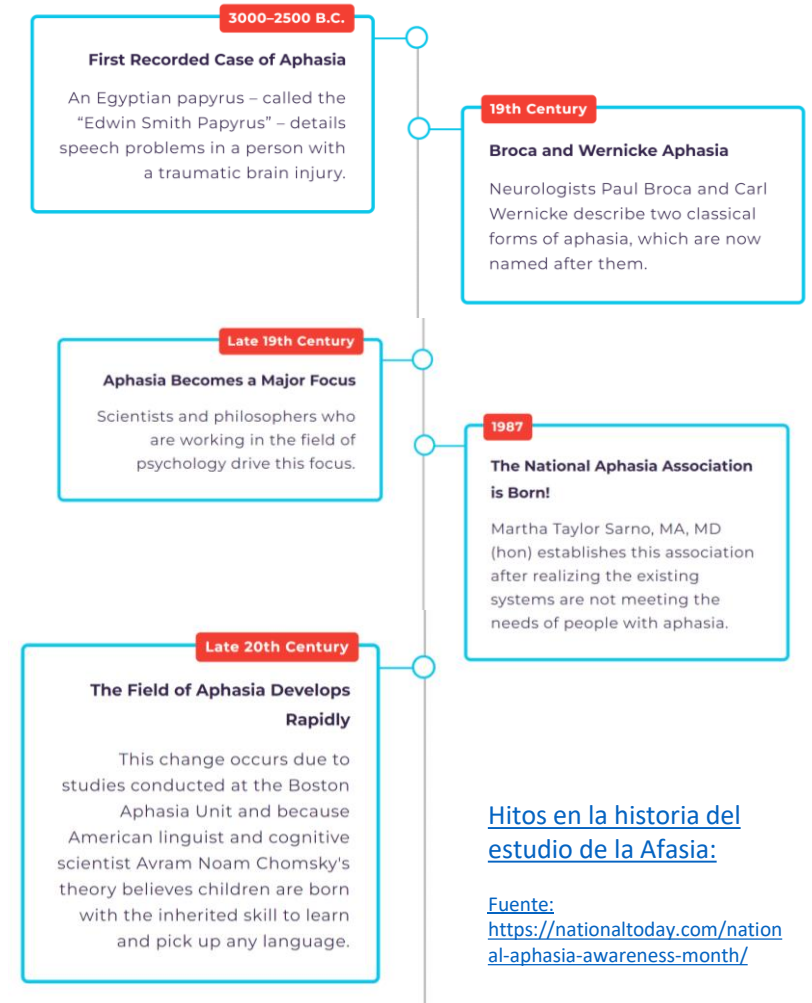 3000–2500 B.C.
First Recorded Case of Aphasia
An Egyptian papyrus – called the
“Edwin Smith Papyrus” – details
speech problems in a person with
a traumatic brain injury.
19th Century
Broca and Wernicke Aphasia
Neurologists Paul Broca and Carl
Wernicke describe two classical
forms of aphasia, which are now
named after them.
Late 19th Century
Aphasia Becomes a Major Focus
Scientists and philosophers who
are working in the field of
psychology drive this focus.
1987
The National Aphasia Association
is Born!
Martha Taylor Sarno, MA, MD
(hon) establishes this association
after realizing the existing
systems are not meeting the
needs of people with aphasia.
Late 20th Century
The Field of Aphasia Develops
Rapidly
This change occurs due to
studies conducted at the Boston
Aphasia Unit and because
American linguist and cognitive
scientist Avram Noam Chomsky's
theory believes children are born
with the inherited skill to learn
and pick up any language.
Hitos en la historia del
estudio de la Afasia:
Fuente:
https://nationaltoday.com/nation
al-aphasia-awareness-month/